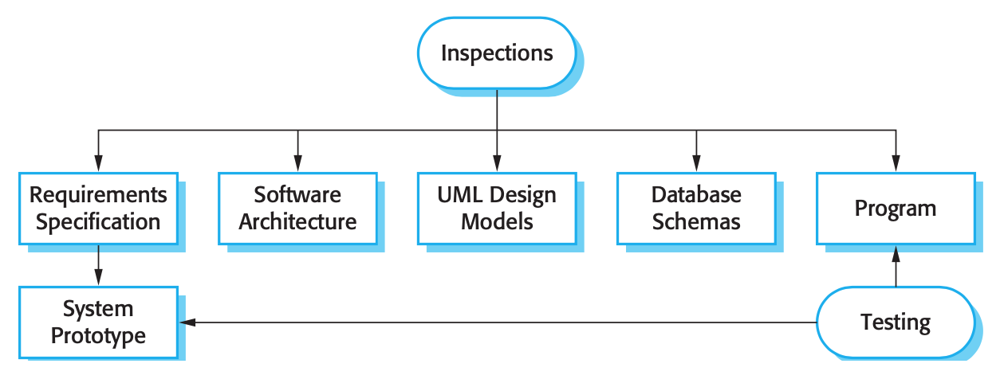 Inspections
Requirements
Specification
Software
Architecture
UML Design
Models
Database
Schemas
Program
System
Prototype
Testing